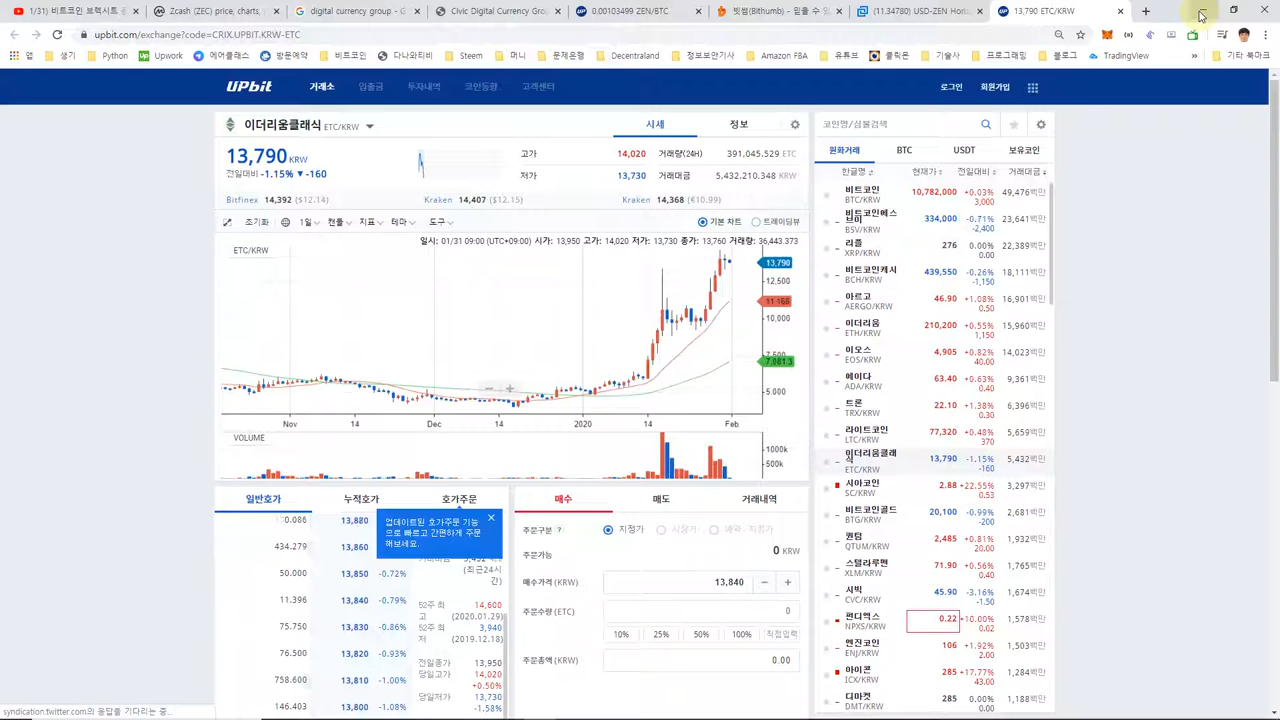 (1/31) 비트코인 브렉시트 종
Zcash (ZEC) price, charts,
digital currency group - G
Civic Digital Currency Grou
0.00103499 ZEN/BTC
빗썸(Bithumb) - 믿을 수 있
(11.34780) USD-ZEN Horiz
13,790 ETC/KRW
upbit.com/exchange?code=CRIX.UPBIT.KRW-ETC
앱
생기
Python
Upwork
에어클래스
방문예약
비트코인
다나와티비
Steem
문제은행
Decentraland
정보보안기사
Amazon FBA
유튜브
클릭몬
기술사
프로그래밍
블로그
TradingView
»
기타 북마크
UPbit
거래소
입출금
투자내역
코인동향
고객센터
로그인
회원가입
이더리움클래식 ETC/KRW
시세
정보
13,790 KRW
전일대비 -1.15% ▼-160
고가 14,020
거래량(24H) 391,045.529 ETC
저가 13,730
거래대금 5,432,210,348 KRW
Bitfinex 14,392 ($12.14)
Kraken 14,407 ($12.15)
Kraken 14,368 (€10.99)
초기화
1일
캔들
지표
테마
도구
기본 차트
트레이딩뷰
일시: 01/31 09:00 (UTC+09:00) 시가: 13,950 고가: 14,020 저가: 13,730 종가: 13,760 거래량: 36,443.373
ETC/KRW
13,790
12,500
11 168
10,000
7,500
7,081.3
5,000
Nov
14
Dec
14
2020
14
Feb
VOLUME
1000k
500k
일반호가
누적호가
호가주문
업데이트된 호가주문 기능
으로 빠르고 간편하게 주문
해보세요.
13,880
434.279
13,860
50.000
13,850
-0.72%
11.396
13,840
-0.79%
75.750
13,830
-0.86%
76.500
13,820
-0.93%
758.600
13,810
-1.00%
146.403
13,800
-1.08%
(최근24시
간)
52주 최
고
14,600
(2020.01.29)
52주 최
저
3,940
(2019.12.18)
전일종가 13,950
당일고가 14,020
+0.50%
당일저가 13,730
-1.58%
매수
매도
거래내역
주문구분 ?
지정가
시장가
예약 - 지정가
주문가능
0 KRW
매수가격 (KRW)
13,840
− +
주문수량 (ETC)
0
10%
25%
50%
100%
직접입력
주문총액 (KRW)
0.00
코인명/심볼검색
원화거래
BTC
USDT
보유코인
한글명
현재가
전일대비
거래대금
비트코인 10,782,000 +0.03% 49,476백만
BTC/KRW 3,000
비트코인에스
비 334,000 -0.71% 23,641백만
BSV/KRW -2,400
리플 276 0.00% 22,389백만
XRP/KRW 0.00
비트코인캐시 439,550 -0.26% 18,111백만
BCH/KRW -1,150
아르고 46.90 +1.08% 16,901백만
AERGO/KRW 0.50
이더리움 210,200 +0.55% 15,960백만
ETH/KRW 1,150
이오스 4,905 +0.82% 14,023백만
EOS/KRW 40.00
에이다 63.40 +0.63% 9,361백만
ADA/KRW 0.40
트론 22.10 +1.38% 6,396백만
TRX/KRW 0.30
라이트코인 77,320 +0.48% 5,659백만
LTC/KRW 370
이더리움클래
식 13,790 -1.15% 5,432백만
ETC/KRW -160
시아코인 2.88 +22.55% 3,297백만
SC/KRW 0.53
비트코인골드 20,100 -0.99% 2,681백만
BTG/KRW -200
퀀텀 2,485 +0.81% 1,932백만
QTUM/KRW 20.00
스텔라루멘 71.90 +0.56% 1,765백만
XLM/KRW 0.40
시빅 45.90 -3.16% 1,674백만
CVC/KRW -1.50
펀디엑스 0.22 +10.00% 1,578백만
NPXS/KRW 0.02
엔진코인 106 +1.92% 1,312백만
ENJ/KRW 2.00
아이콘 285 +17.77% 1,284백만
ICX/KRW 43.00
디마켓 285 0.00% 1,188백만
DMT/KRW 0.00
syndication.twitter.com의 응답을 기다리는 중...